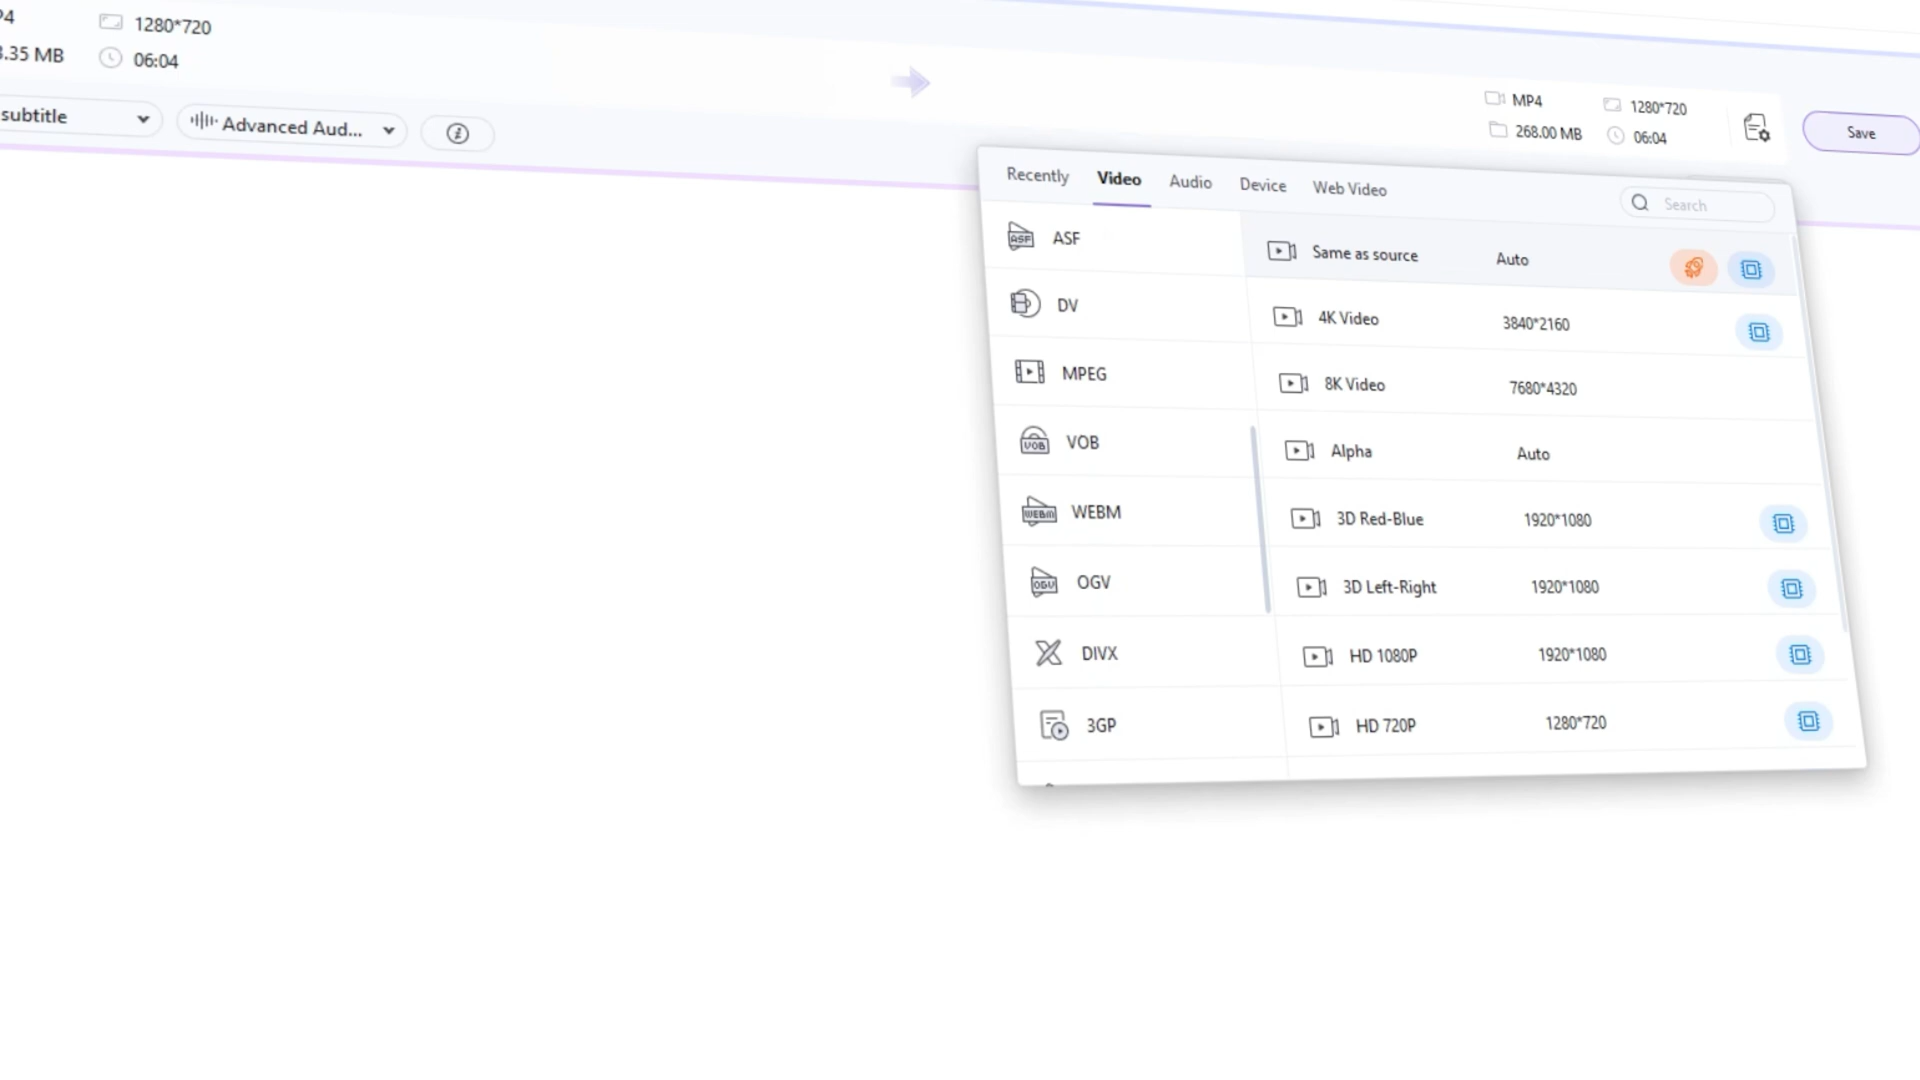 1280*720
.35 MB
06:04
subtitle
Advanced Aud...
MP4
1280*720
268.00 MB
06:04
Save
Recently
Video
Audio
Device
Web Video
Search
ASF
DV
MPEG
VOB
WEBM
OGV
DIVX
3GP
Same as source Auto
4K Video 3840*2160
8K Video 7680*4320
Alpha Auto
3D Red-Blue 1920*1080
3D Left-Right 1920*1080
HD 1080P 1920*1080
HD 720P 1280*720